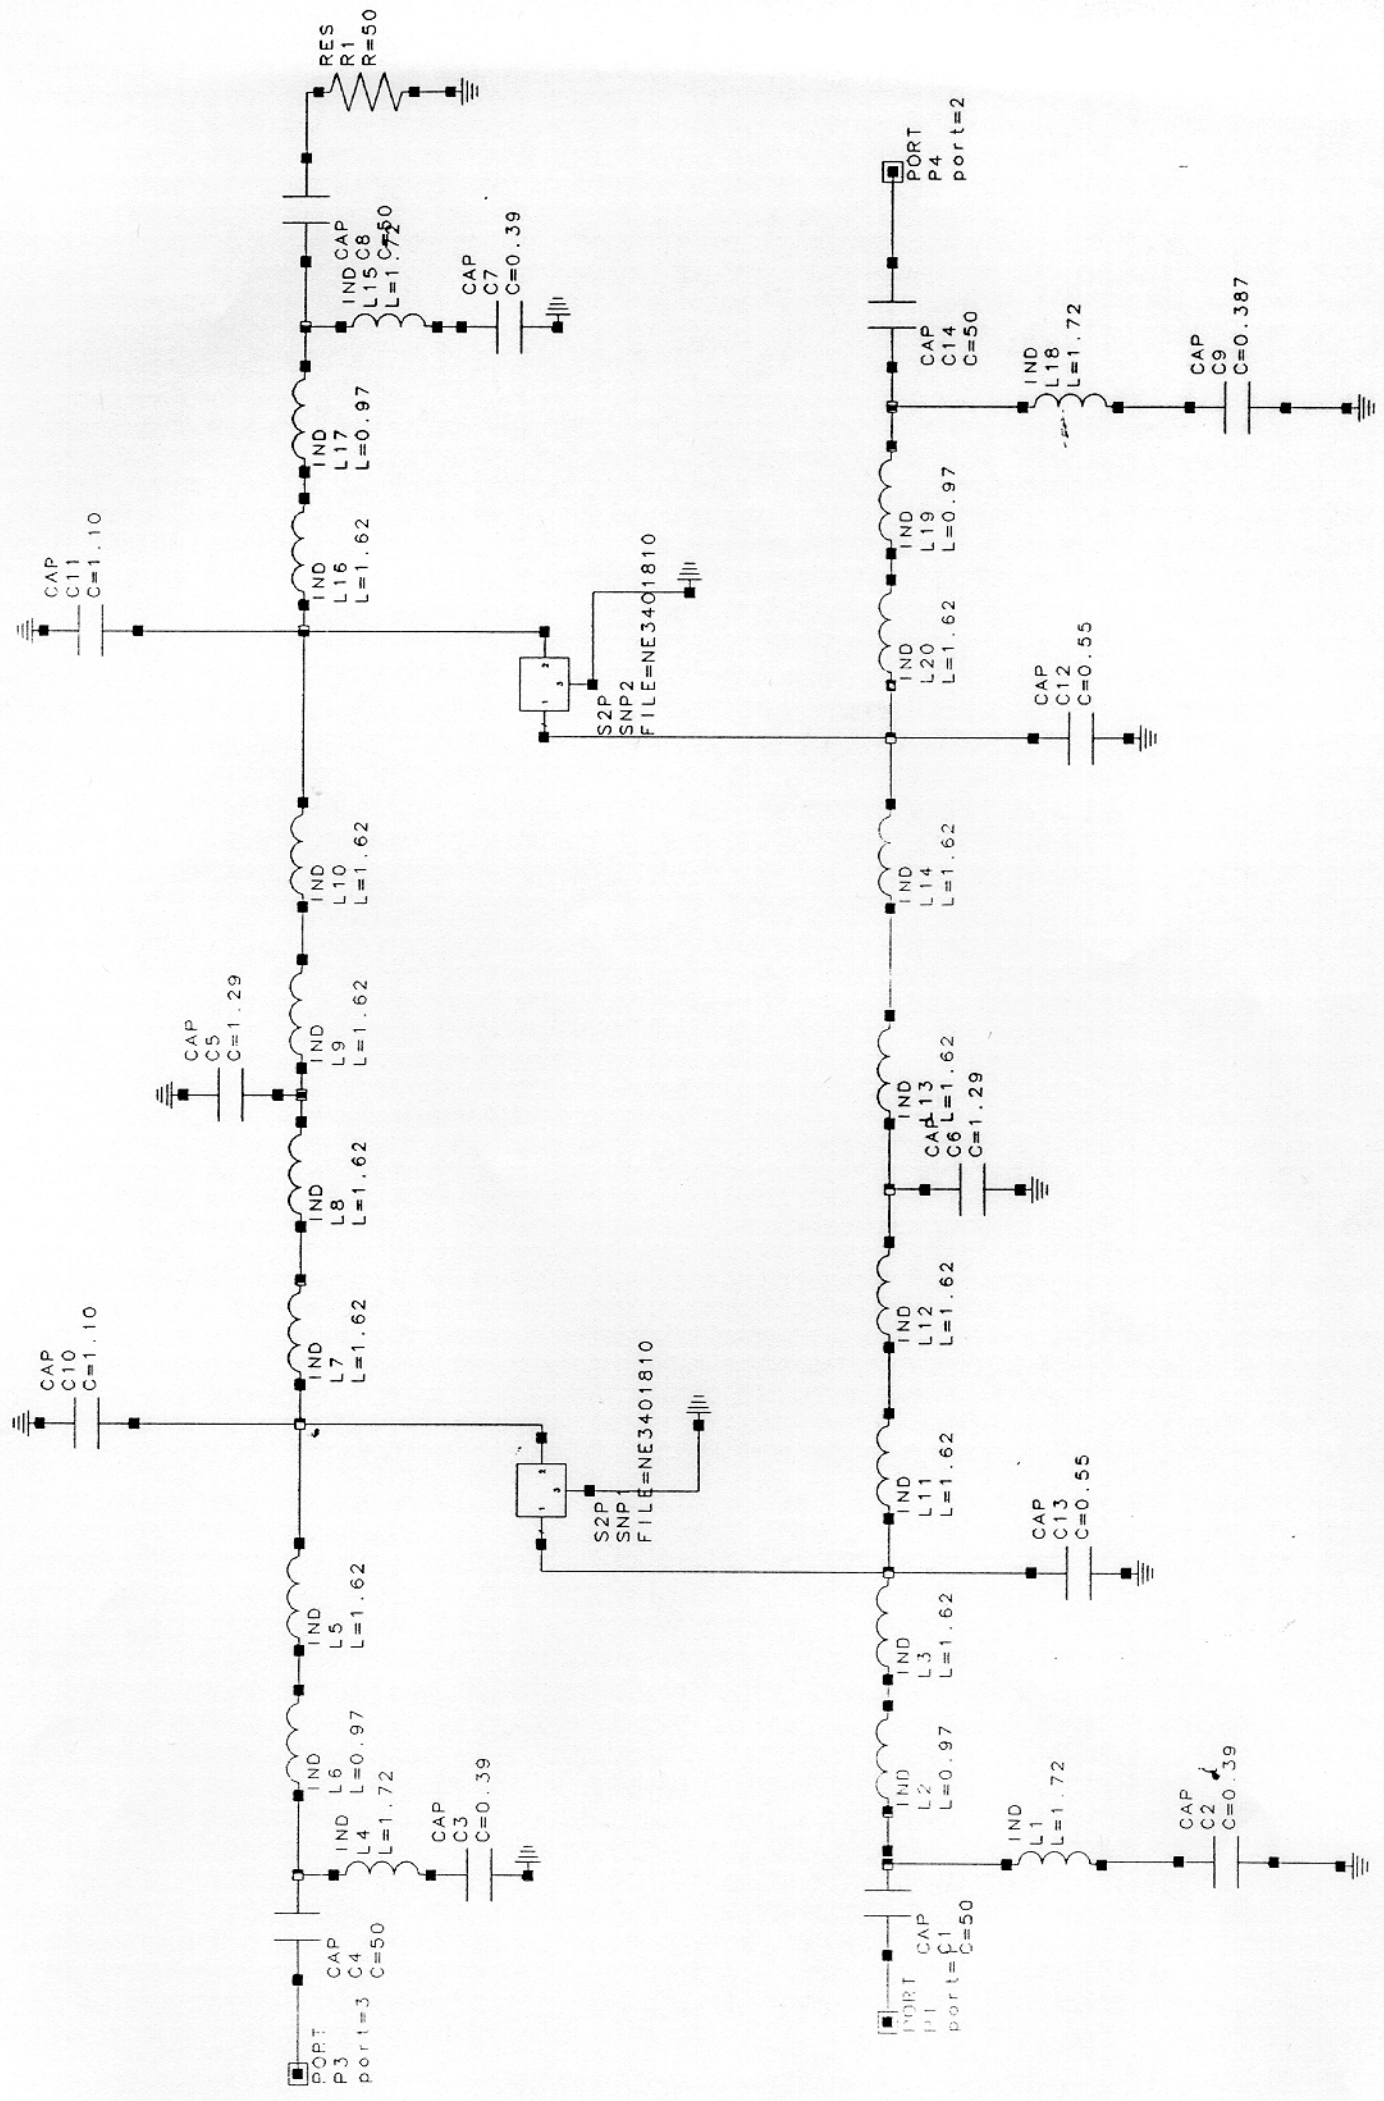 RES
R1
R=50
CAP
C8
C=50
IND
L15
L=1.72
CAP
C7
C=0.39
IND
L17
L=0.97
IND
L16
L=1.62
CAP
C11
C=1.10
2
3
1
S2P
SNP2
FILE=NE3401810
IND
L10
L=1.62
IND
L9
L=1.62
CAP
C5
C=1.29
IND
L8
L=1.62
IND
L7
L=1.62
CAP
C10
C=1.10
2
3
1
S2P
SNP1
FILE=NE3401810
IND
L5
L=1.62
IND
L6
L=0.97
IND
L4
L=1.72
CAP
C3
C=0.39
CAP
C4
C=50
PORT
P3
port=3
PORT
P4
port=2
CAP
C14
C=50
IND
L18
L=1.72
CAP
C9
C=0.387
IND
L19
L=0.97
IND
L20
L=1.62
CAP
C12
C=0.55
IND
L14
L=1.62
IND
L13
L=1.62
CAP
C6
C=1.29
IND
L12
L=1.62
IND
L11
L=1.62
CAP
C13
C=0.55
IND
L3
L=1.62
IND
L2
L=0.97
IND
L1
L=1.72
CAP
C2
C=0.39
CAP
C1
C=50
PORT
P1
port=1